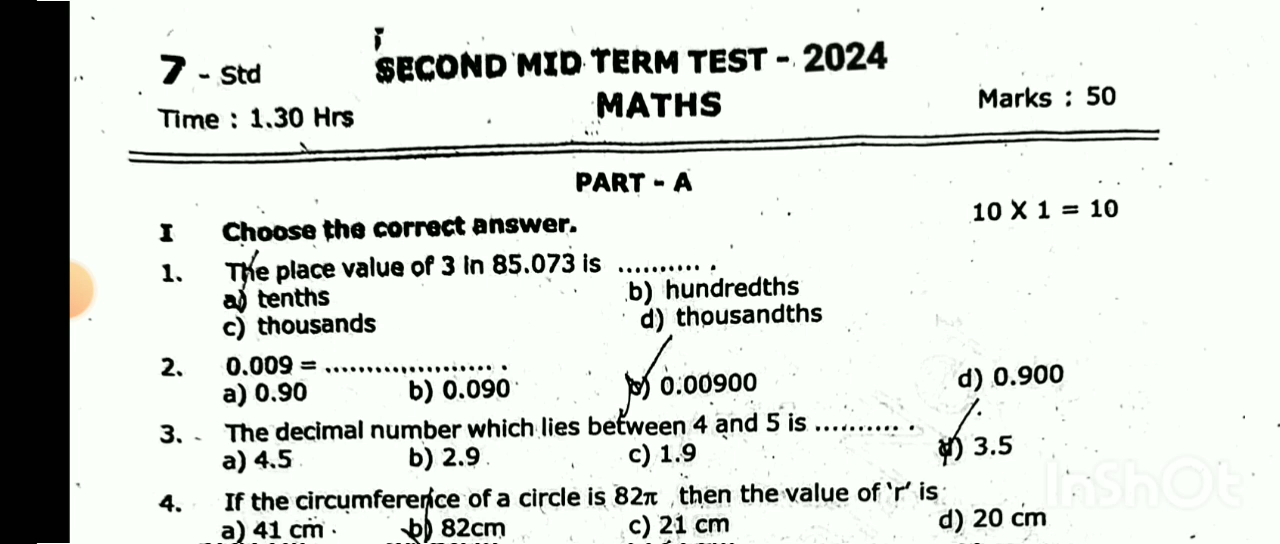 7 - Std
SECOND MID TERM TEST - 2024
Time : 1.30 Hrs
MATHS
Marks : 50
PART - A
I Choose the correct answer.
10 X 1 = 10
1. The place value of 3 in 85.073 is .......... .
a) tenths b) hundredths
c) thousands d) thousandths
2. 0.009 = ...................... .
a) 0.90 b) 0.090 c) 0.00900 d) 0.900
3. The decimal number which lies between 4 and 5 is .......... .
a) 4.5 b) 2.9 c) 1.9 d) 3.5
4. If the circumference of a circle is 82π then the value of 'r' is
a) 41 cm b) 82cm c) 21 cm d) 20 cm
InShOt